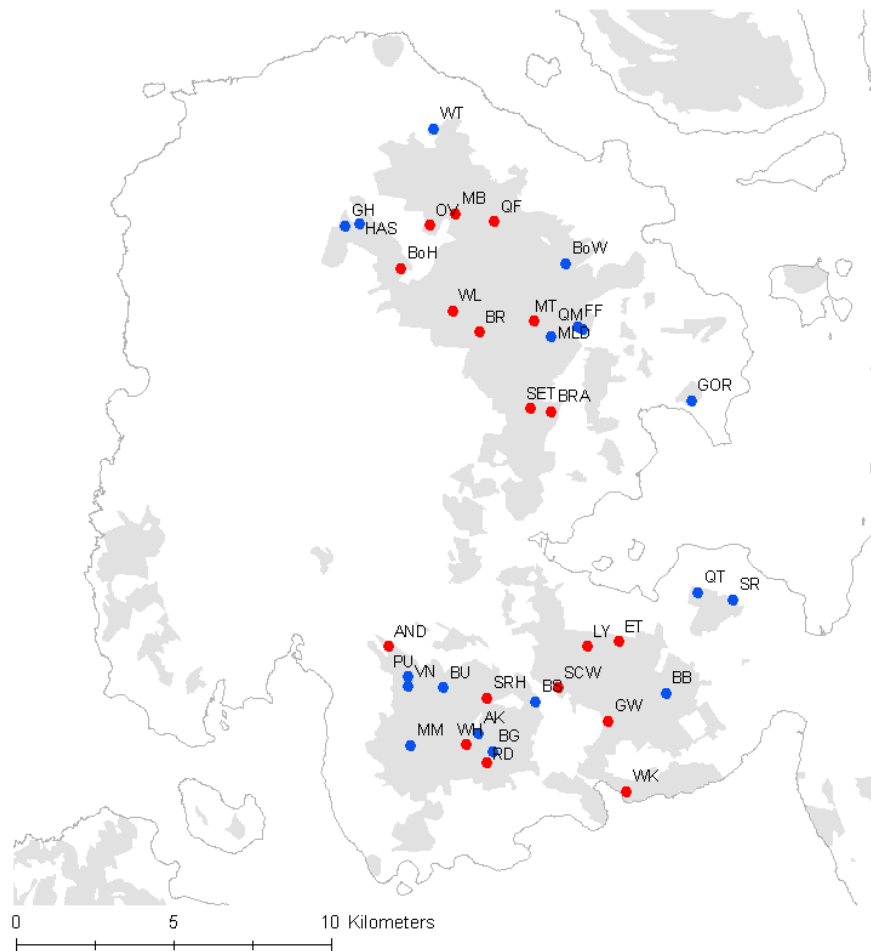 WT
MB
OV
QF
GH
HAS
BoH
BoW
WL
BR
MT
QM
FF
MLD
SET
BRA
GOR
QT
SR
AND
LY
ET
PU
VN
BU
SRH
BS
SCW
BB
GW
AK
WH
BG
MM
RD
WK
0 5 10 Kilometers